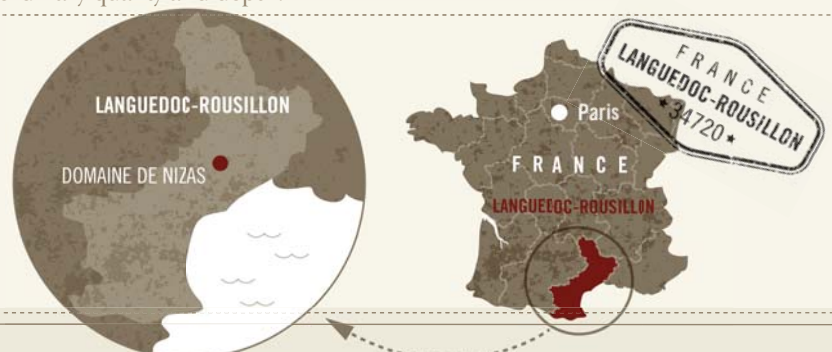 LANGUEDOC-ROUSILLON
DOMAINE DE NIZAS
Paris
FRANCE
LANGUEDOC-ROUSILLON
FRANCE
LANGUEDOC-ROUSILLON
★34720★